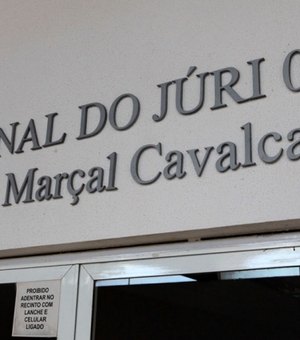 NAL DO JÚRI
Marçal Cavalca
PROIBIDO
ADENTRAR NO
RECINTO COM
LANCHE E
CELULAR
LIGADO